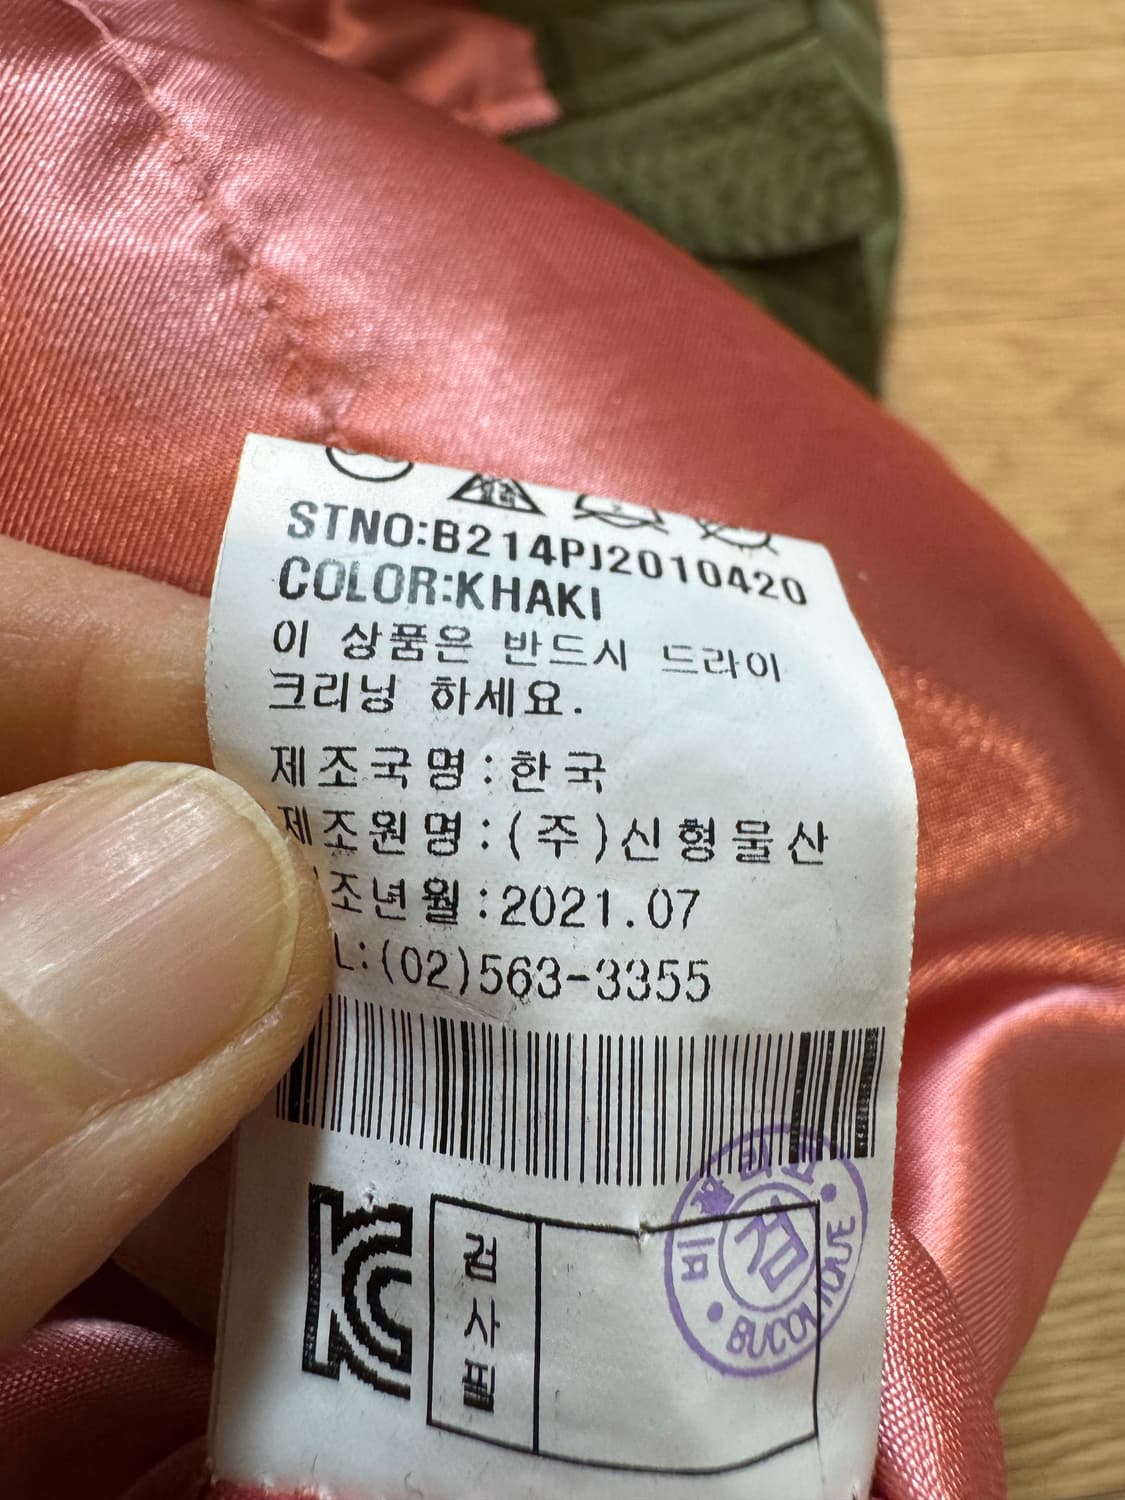 STNO:B214PJ2010420
COLOR:KHAKI
이 상품은 반드시 드라이
크리닝 하세요.
제조국명:한국
제조원명:(주)신형물산
조년월:2021.07
L:(02)563-3355
검사필
검